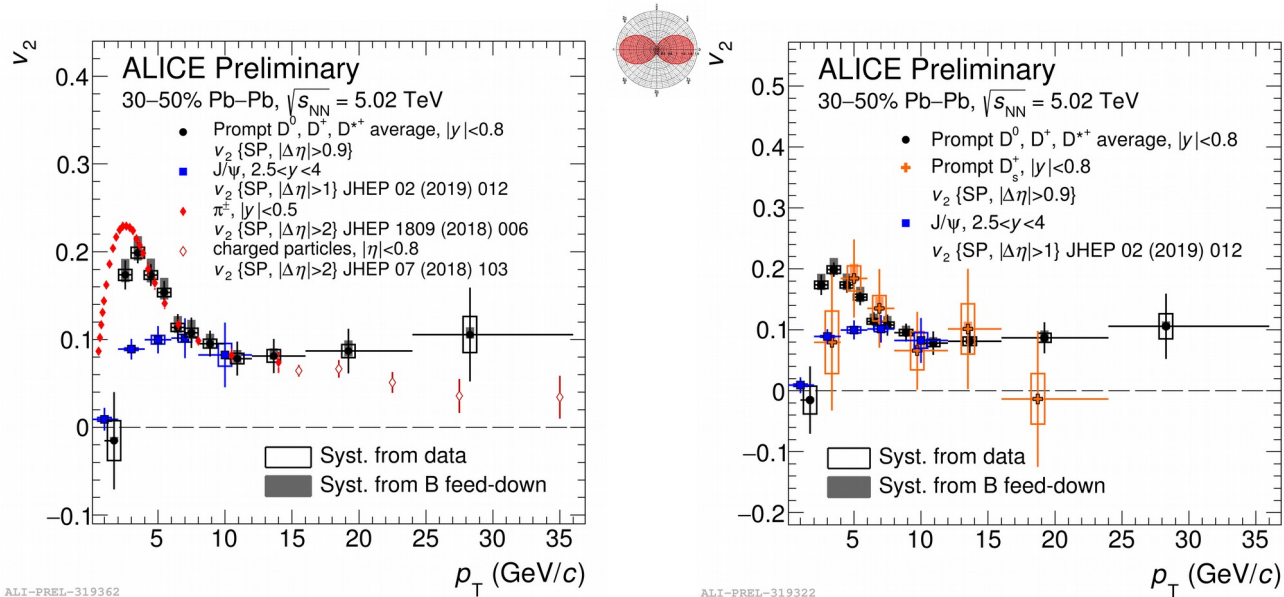 v₂
ALICE Preliminary
30–50% Pb–Pb, √s_NN = 5.02 TeV
Prompt D⁰, D⁺, D*⁺ average, |y|<0.8
v₂ {SP, |Δη|>0.9}
J/ψ, 2.5<y<4
v₂ {SP, |Δη|>1} JHEP 02 (2019) 012
π±, |y|<0.5
v₂ {SP, |Δη|>2} JHEP 1809 (2018) 006
charged particles, |η|<0.8
v₂ {SP, |Δη|>2} JHEP 07 (2018) 103
0.4
0.3
0.2
0.1
0
−0.1
Syst. from data
Syst. from B feed-down
5 10 15 20 25 30 35
p_T (GeV/c)
ALI-PREL-319362
v₂
ALICE Preliminary
30–50% Pb–Pb, √s_NN = 5.02 TeV
Prompt D⁰, D⁺, D*⁺ average, |y|<0.8
Prompt D_s⁺, |y|<0.8
v₂ {SP, |Δη|>0.9}
J/ψ, 2.5<y<4
v₂ {SP, |Δη|>1} JHEP 02 (2019) 012
0.5
0.4
0.3
0.2
0.1
0
−0.1
−0.2
Syst. from data
Syst. from B feed-down
5 10 15 20 25 30 35
p_T (GeV/c)
ALI-PREL-319322